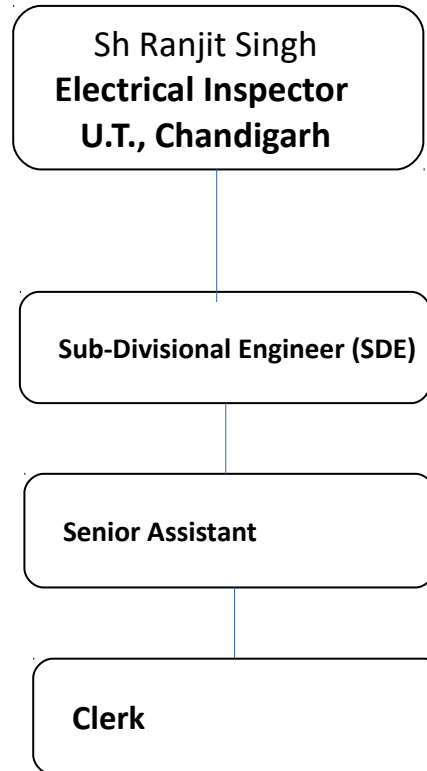 Sh Ranjit Singh
Electrical Inspector
U.T., Chandigarh
Sub-Divisional Engineer (SDE)
Senior Assistant
Clerk